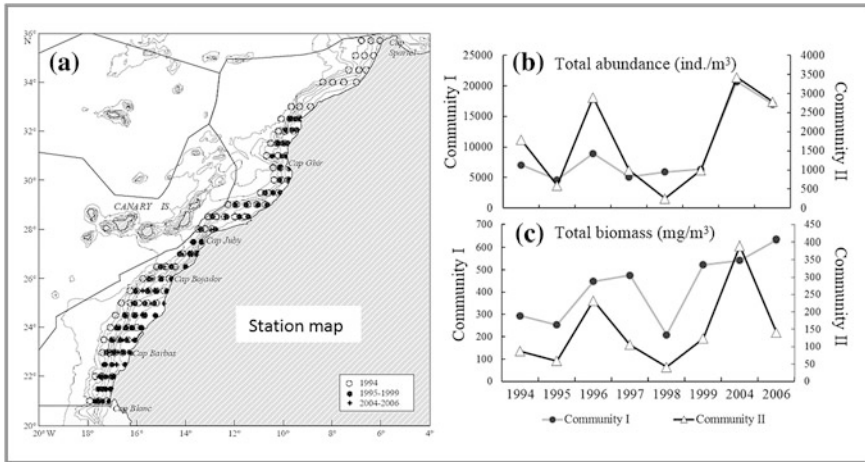 (a)
36°
N
34°
32°
30°
28°
26°
24°
22°
20°
20° W
18°
16°
14°
12°
10°
8°
6°
4°
Cap
Spartel
Cap Ghir
CANARY IS
Cap Juby
Cap Bojador
Cap Barbas
Cap Blanc
Station map
1994
1995-1999
2004-2006
(b) Total abundance (ind./m³)
Community I
25000
20000
15000
10000
5000
0
4000
3500
3000
2500
2000
1500
1000
500
0
Community II
(c) Total biomass (mg/m³)
Community I
700
600
500
400
300
200
100
0
450
400
350
300
250
200
150
100
50
0
Community II
1994 1995 1996 1997 1998 1999 2004 2006
Community I
Community II